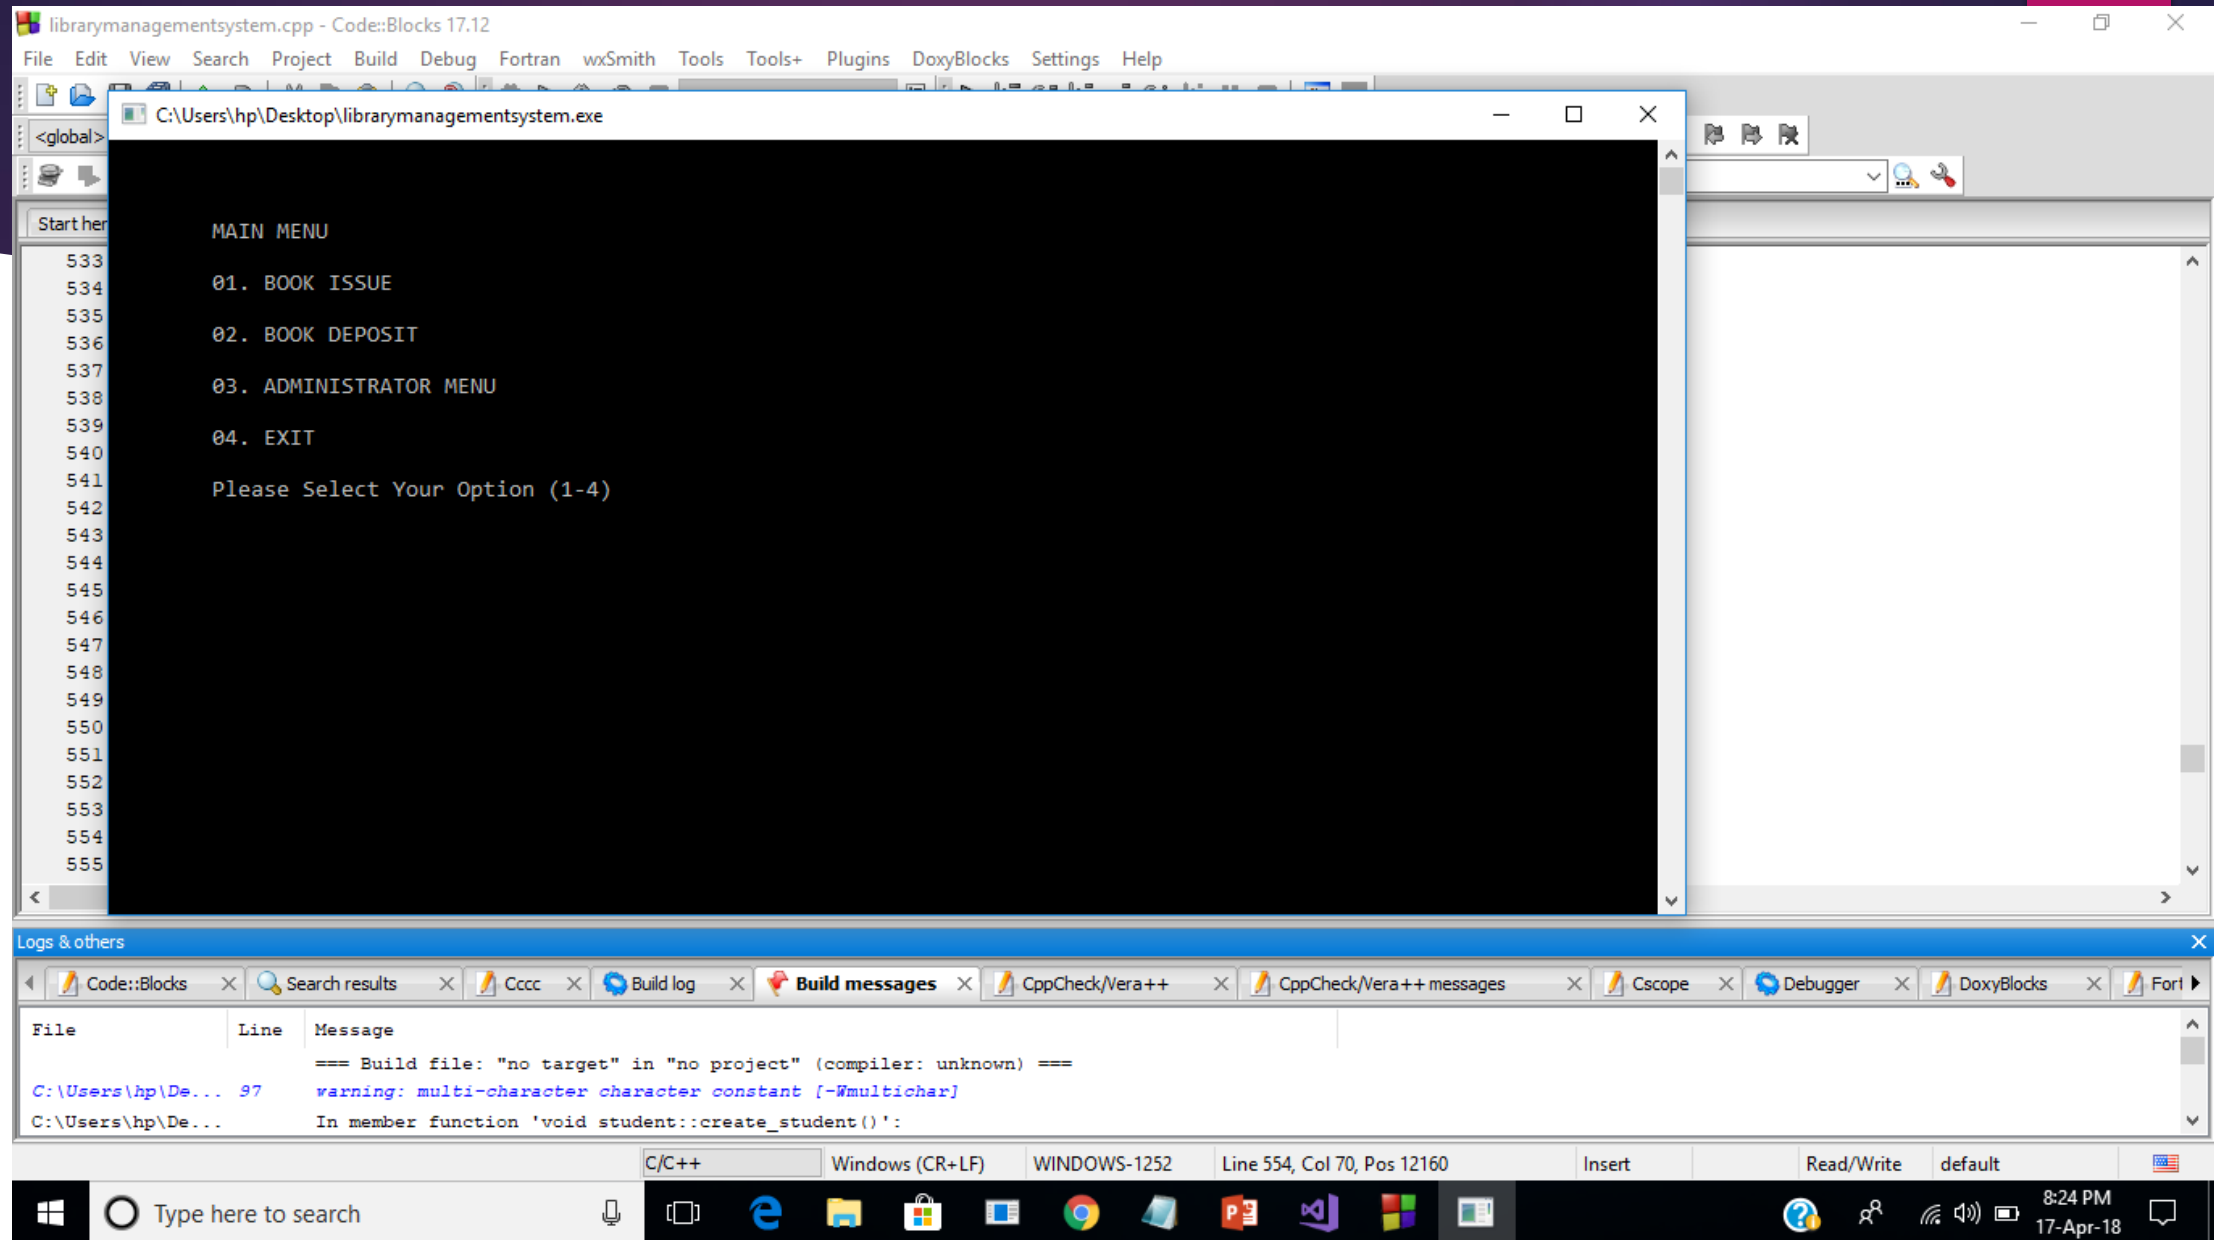 librarymanagementsystem.cpp - Code::Blocks 17.12
File Edit View Search Project Build Debug Fortran wxSmith Tools Tools+ Plugins DoxyBlocks Settings Help
C:\Users\hp\Desktop\librarymanagementsystem.exe
<global>
Start her
MAIN MENU
01. BOOK ISSUE
02. BOOK DEPOSIT
03. ADMINISTRATOR MENU
04. EXIT
Please Select Your Option (1-4)
533
534
535
536
537
538
539
540
541
542
543
544
545
546
547
548
549
550
551
552
553
554
555
Logs & others
Code::Blocks Search results Cccc Build log Build messages CppCheck/Vera++ CppCheck/Vera++ messages Cscope Debugger DoxyBlocks Fort
File Line Message
=== Build file: "no target" in "no project" (compiler: unknown) ===
C:\Users\hp\De... 97 warning: multi-character character constant [-Wmultichar]
C:\Users\hp\De... In member function 'void student::create_student()':
C/C++ Windows (CR+LF) WINDOWS-1252 Line 554, Col 70, Pos 12160 Insert Read/Write default
Type here to search
8:24 PM
17-Apr-18